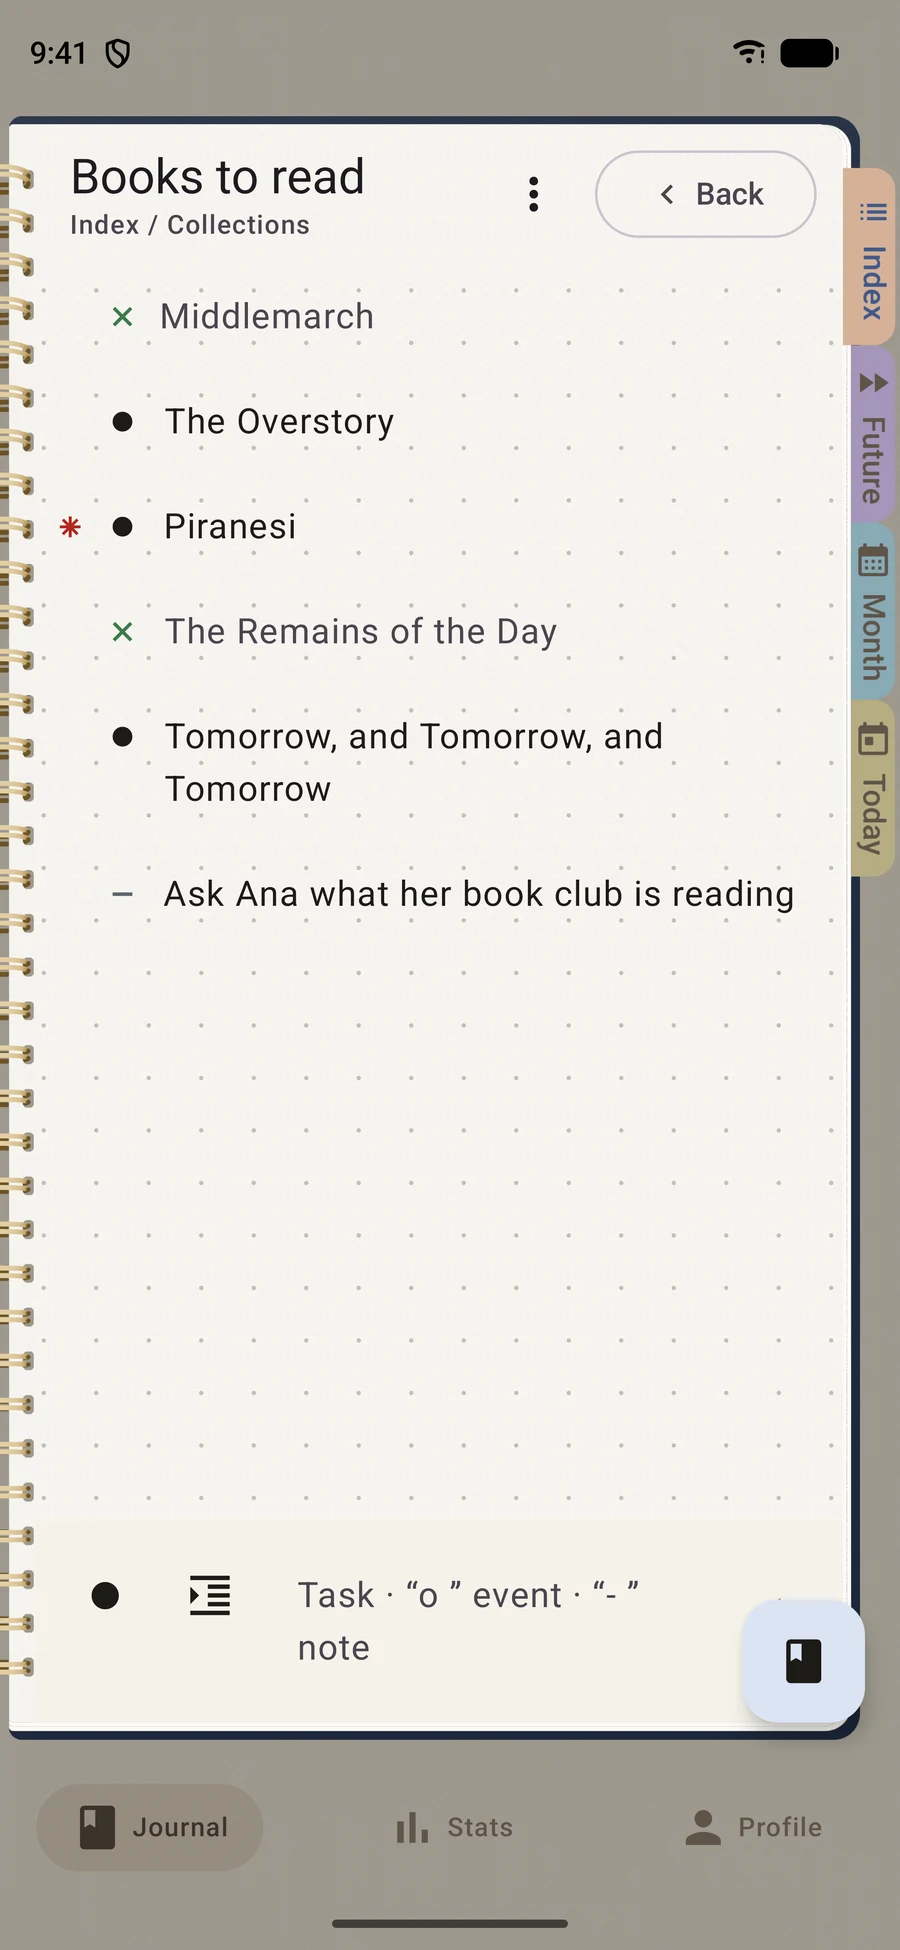 9:41
Books to read
Index / Collections
Back
Middlemarch
The Overstory
Piranesi
The Remains of the Day
Tomorrow, and Tomorrow, and
Tomorrow
Ask Ana what her book club is reading
Index
Future
Month
Today
Task · “o ” event · “- ”
note
Journal
Stats
Profile